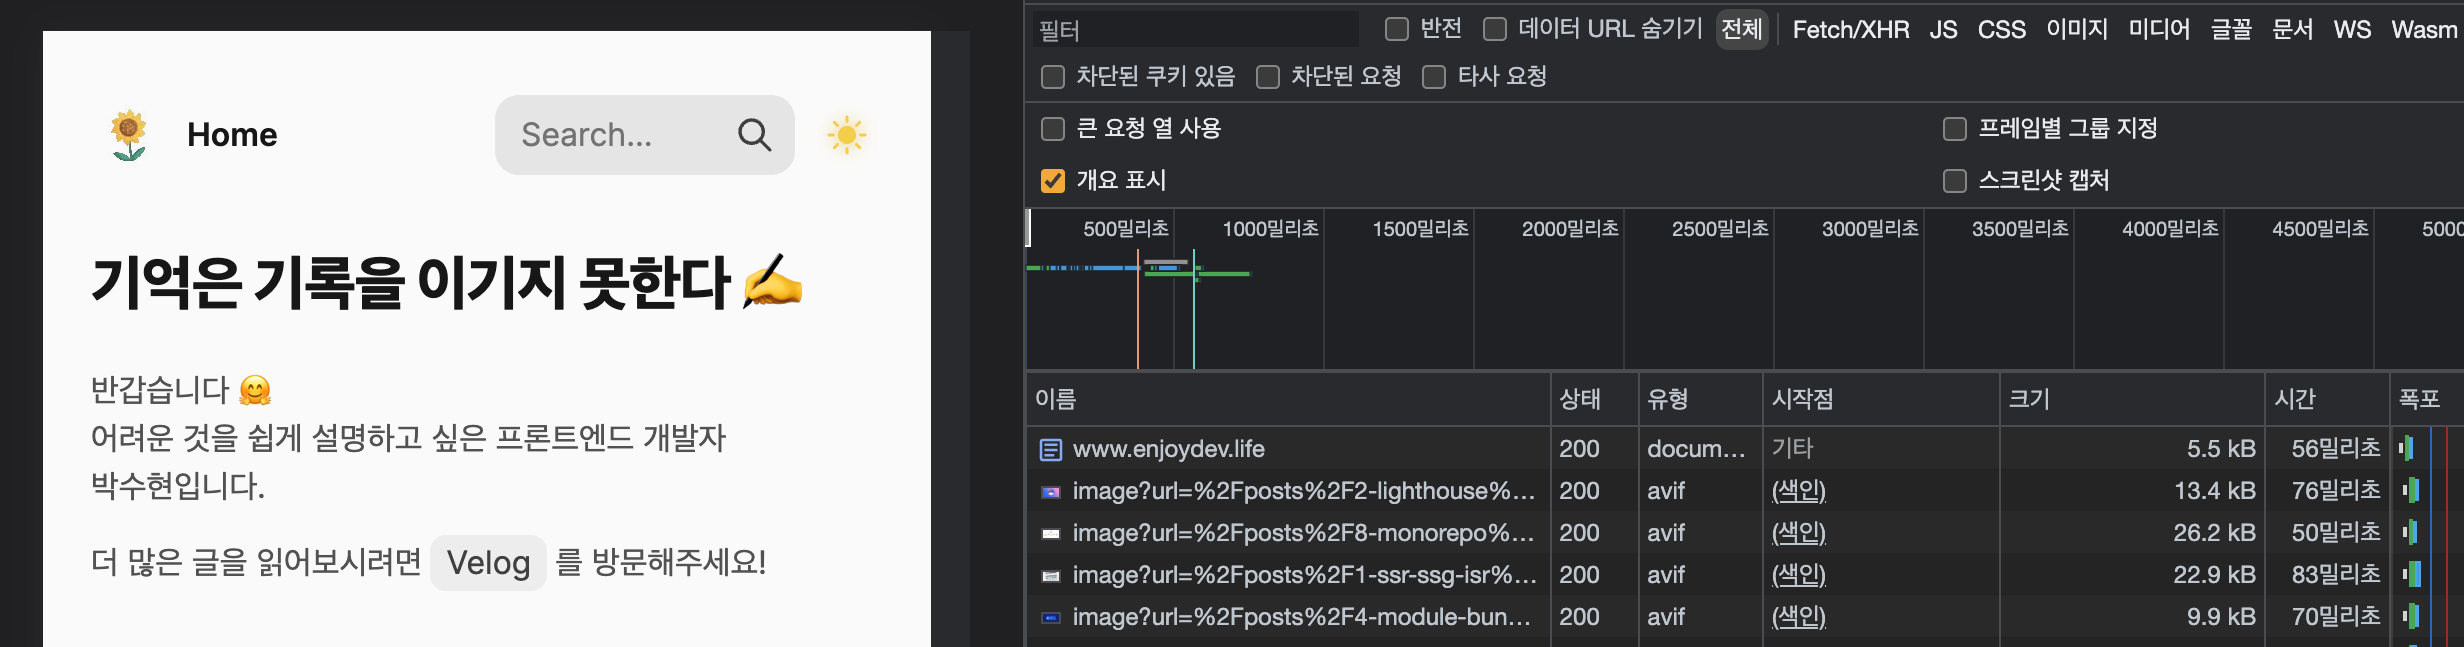 Home
Search...
기억은 기록을 이기지 못한다 ✍️
반갑습니다 🤗
어려운 것을 쉽게 설명하고 싶은 프론트엔드 개발자
박수현입니다.
더 많은 글을 읽어보시려면 Velog 를 방문해주세요!
필터 반전 데이터 URL 숨기기 전체 Fetch/XHR JS CSS 이미지 미디어 글꼴 문서 WS Wasm
차단된 쿠키 있음 차단된 요청 타사 요청
큰 요청 열 사용 프레임별 그룹 지정
개요 표시 스크린샷 캡처
500밀리초 1000밀리초 1500밀리초 2000밀리초 2500밀리초 3000밀리초 3500밀리초 4000밀리초 4500밀리초 5000
이름 상태 유형 시작점 크기 시간 폭포
www.enjoydev.life 200 docum... 기타 5.5 kB 56밀리초
image?url=%2Fposts%2F2-lighthouse%... 200 avif (색인) 13.4 kB 76밀리초
image?url=%2Fposts%2F8-monorepo%... 200 avif (색인) 26.2 kB 50밀리초
image?url=%2Fposts%2F1-ssr-ssg-isr%... 200 avif (색인) 22.9 kB 83밀리초
image?url=%2Fposts%2F4-module-bun... 200 avif (색인) 9.9 kB 70밀리초